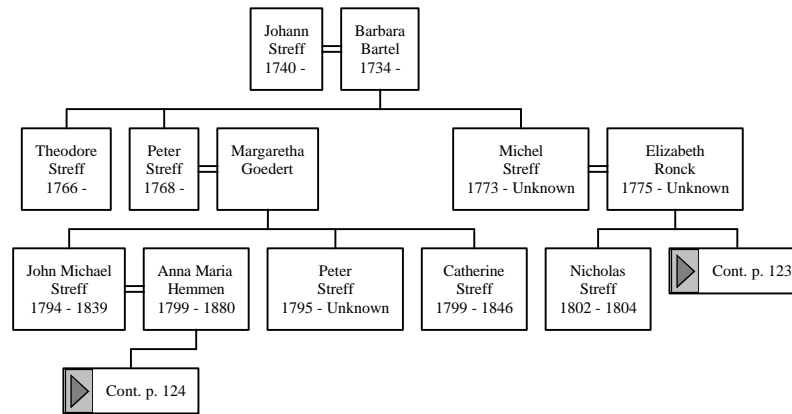 Johann
Streff
1740 -
Barbara
Bartel
1734 -
Theodore
Streff
1766 -
Peter
Streff
1768 -
Margaretha
Goedert
Michel
Streff
1773 - Unknown
Elizabeth
Ronck
1775 - Unknown
John Michael
Streff
1794 - 1839
Anna Maria
Hemmen
1799 - 1880
Peter
Streff
1795 - Unknown
Catherine
Streff
1799 - 1846
Nicholas
Streff
1802 - 1804
Cont. p. 123
Cont. p. 124